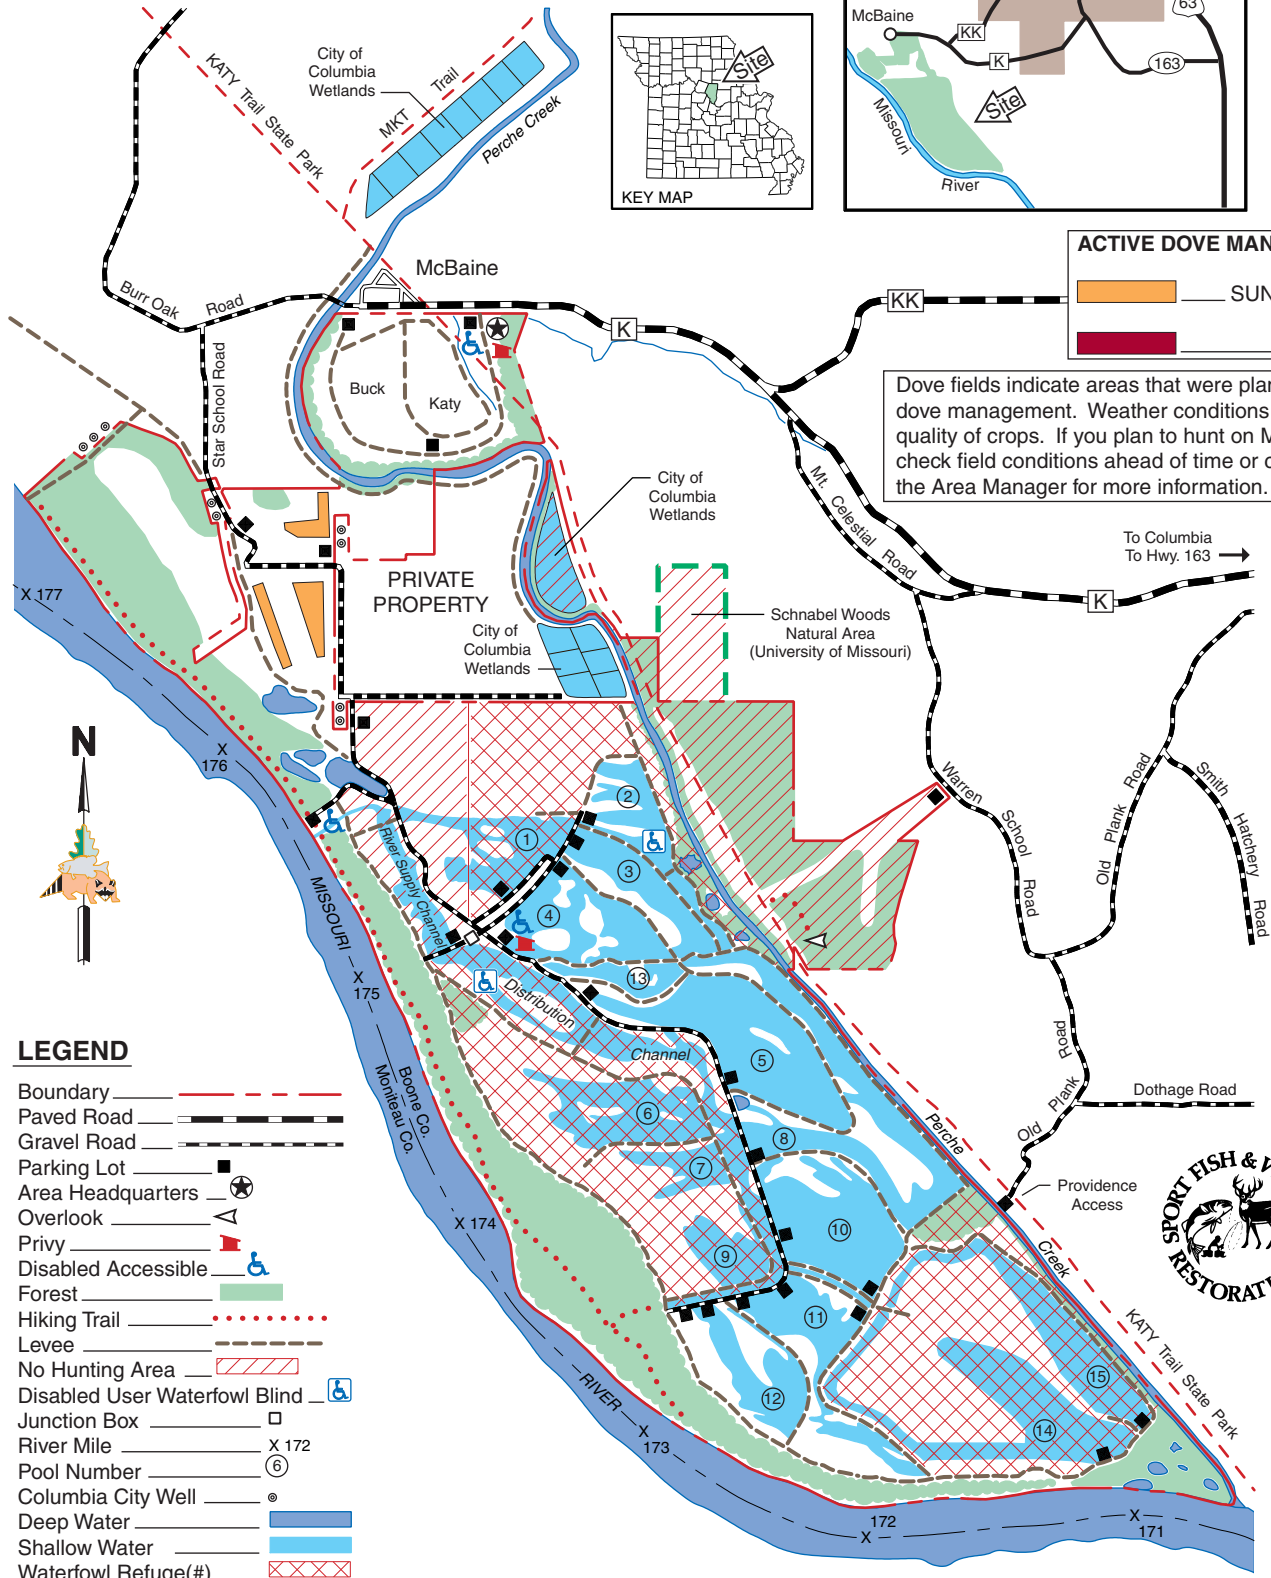 City of
Columbia
Wetlands
MKT Trail
KATY Trail State Park
Perche Creek
Site
KEY MAP
McBaine
KK
K
63
163
Site
Missouri
River
McBaine
Burr Oak Road
Star School Road
K
KK
ACTIVE DOVE MAN
SUN
Dove fields indicate areas that were plan
dove management. Weather conditions
quality of crops. If you plan to hunt on M
check field conditions ahead of time or c
the Area Manager for more information.
Buck
Katy
City of
Columbia
Wetlands
Mt. Celestial Road
To Columbia
To Hwy. 163
K
PRIVATE
PROPERTY
Schnabel Woods
Natural Area
(University of Missouri)
City of
Columbia
Wetlands
X 177
X
176
N
Warren School Road
Old Plank Road
Smith Hatchery Road
River Supply Channel
1
2
3
4
13
MISSOURI
X
175
Distribution
Channel
5
6
7
8
9
10
11
12
14
15
Boone Co.
Moniteau Co.
Old Plank Road
Dothage Road
Perche
Creek
Providence
Access
KATY Trail State Park
SPORT FISH & W
RESTORATI
X 174
RIVER
X
173
172
X
X
171
LEGEND
Boundary
Paved Road
Gravel Road
Parking Lot
Area Headquarters
Overlook
Privy
Disabled Accessible
Forest
Hiking Trail
Levee
No Hunting Area
Disabled User Waterfowl Blind
Junction Box
River Mile X 172
Pool Number 6
Columbia City Well
Deep Water
Shallow Water
Waterfowl Refuge(#)